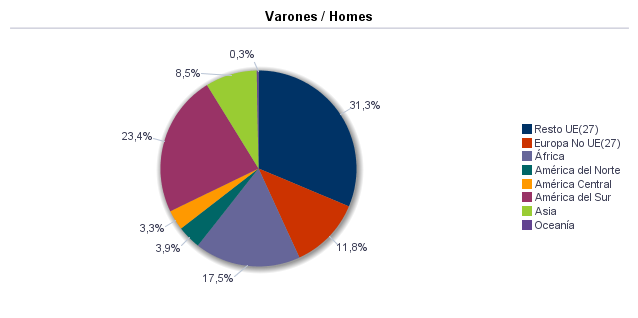 Varones / Homes
0,3%
8,5%
31,3%
23,4%
3,3%
3,9%
17,5%
11,8%
Resto UE(27)
Europa No UE(27)
África
América del Norte
América Central
América del Sur
Asia
Oceanía